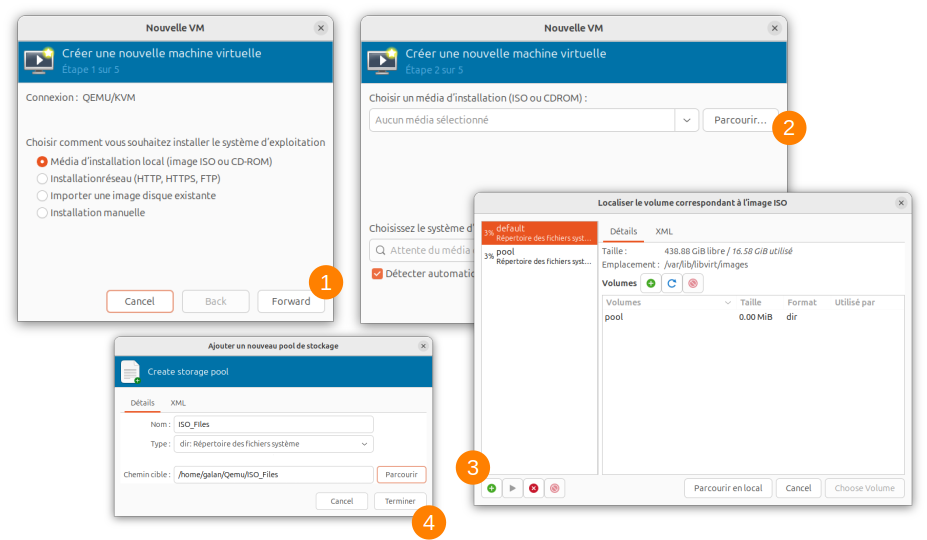 Nouvelle VM
Créer une nouvelle machine virtuelle
Étape 1 sur 5
Connexion : QEMU/KVM
Choisir comment vous souhaitez installer le système d'exploitation
Média d'installation local (image ISO ou CD-ROM)
Installationréseau (HTTP, HTTPS, FTP)
Importer une image disque existante
Installation manuelle
1
Cancel
Back
Forward
Nouvelle VM
Créer une nouvelle machine virtuelle
Étape 2 sur 5
Choisir un média d'installation (ISO ou CDROM) :
Aucun média sélectionné
Parcourir...
2
Choisissez le système d'
Attente du média
Détecter automatic
Localiser le volume correspondant à l'image ISO
3% default
Répertoire des fichiers syst...
3% pool
Répertoire des fichiers syst...
Détails
XML
Taille : 438.88 GiB libre / 16.58 GiB utilisé
Emplacement : /var/lib/libvirt/images
Volumes
Volumes Taille Format Utilisé par
pool 0.00 MiB dir
3
Parcourir en local
Cancel
Choose Volume
Ajouter un nouveau pool de stockage
Create storage pool
Détails
XML
Nom : ISO_Files
Type : dir: Répertoire des fichiers système
Chemin cible : /home/galan/Qemu/ISO_Files
Parcourir
Cancel
Terminer
4